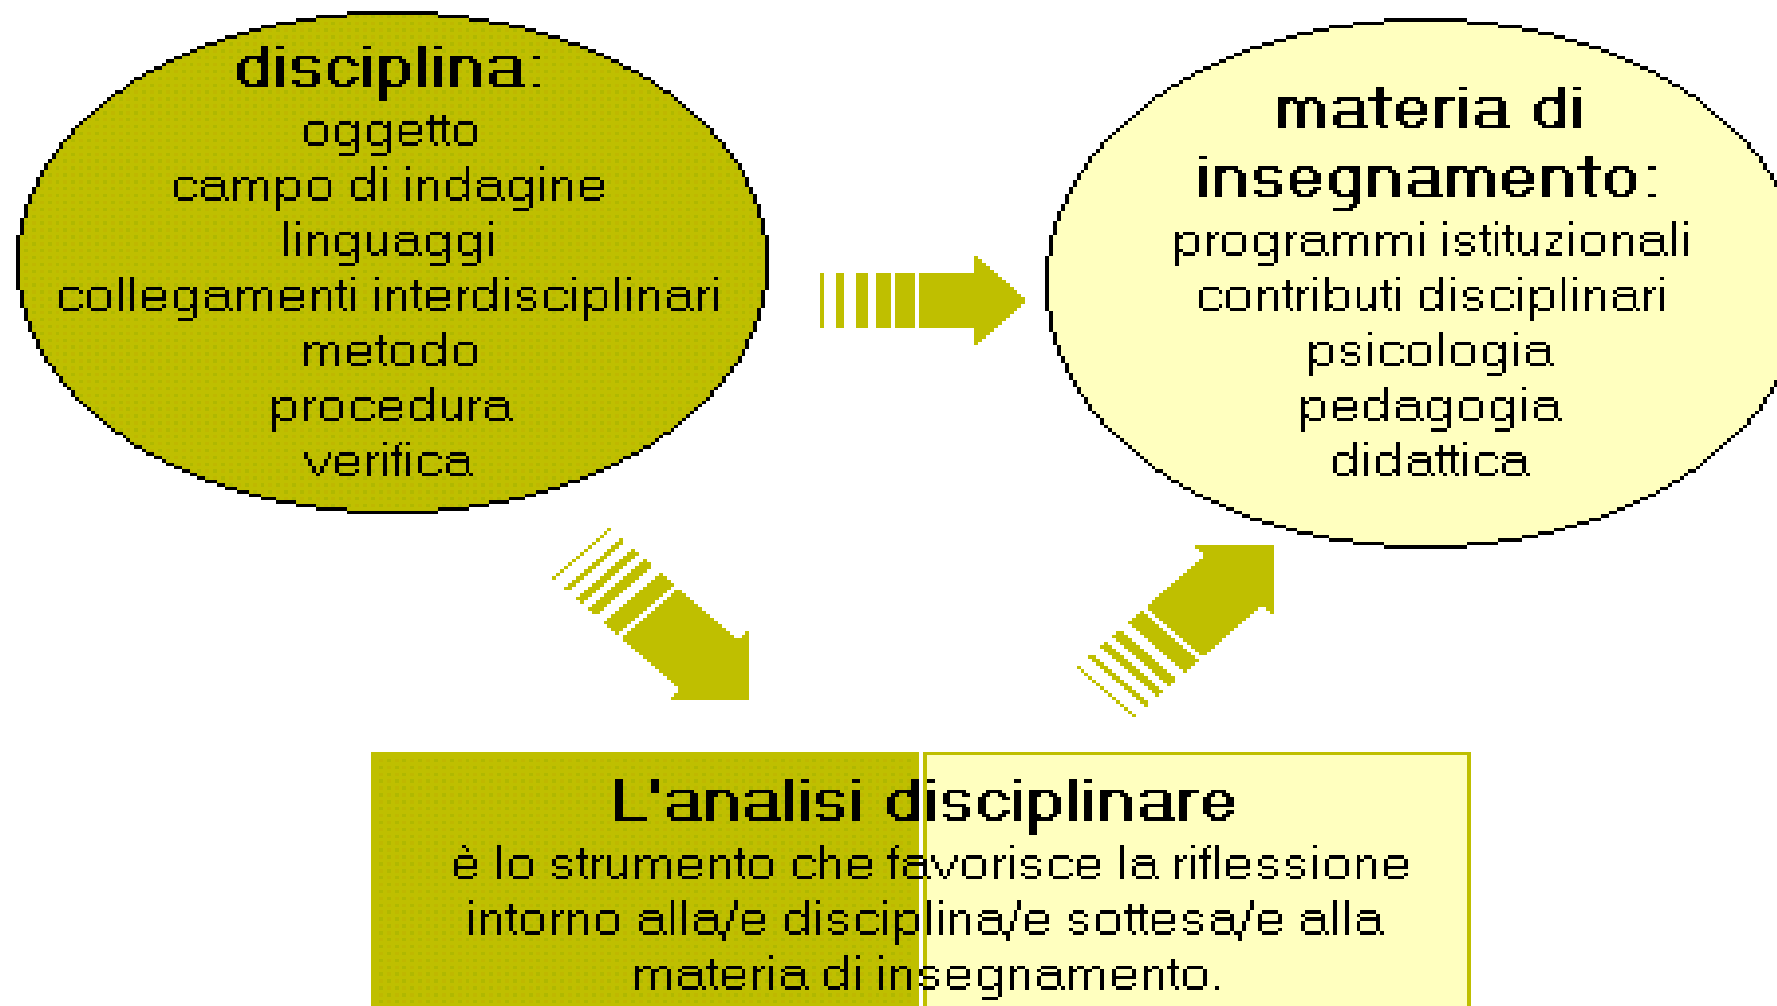 disciplina:
oggetto
campo di indagine
linguaggi
collegamenti interdisciplinari
metodo
procedura
verifica
materia di
insegnamento:
programmi istituzionali
contributi disciplinari
psicologia
pedagogia
didattica
L'analisi disciplinare
è lo strumento che favorisce la riflessione
intorno alla/e disciplina/e sottesa/e alla
materia di insegnamento.